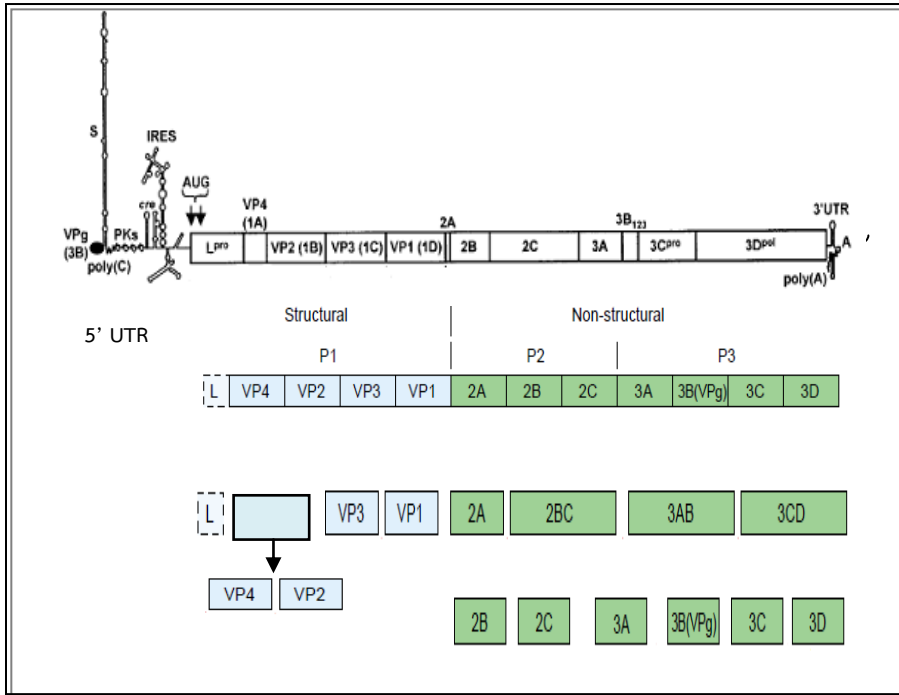 S
IRES
AUG
VP4
(1A)
2A
3B123
3'UTR
cre
VPg
(3B)
PKs
poly(C)
Lpro
VP2 (1B)
VP3 (1C)
VP1 (1D)
2B
2C
3A
3Cpro
3Dpol
A
poly(A)
,
5' UTR
Structural
Non-structural
P1
P2
P3
L
VP4
VP2
VP3
VP1
2A
2B
2C
3A
3B(VPg)
3C
3D
L
VP3
VP1
2A
2BC
3AB
3CD
VP4
VP2
2B
2C
3A
3B(VPg)
3C
3D